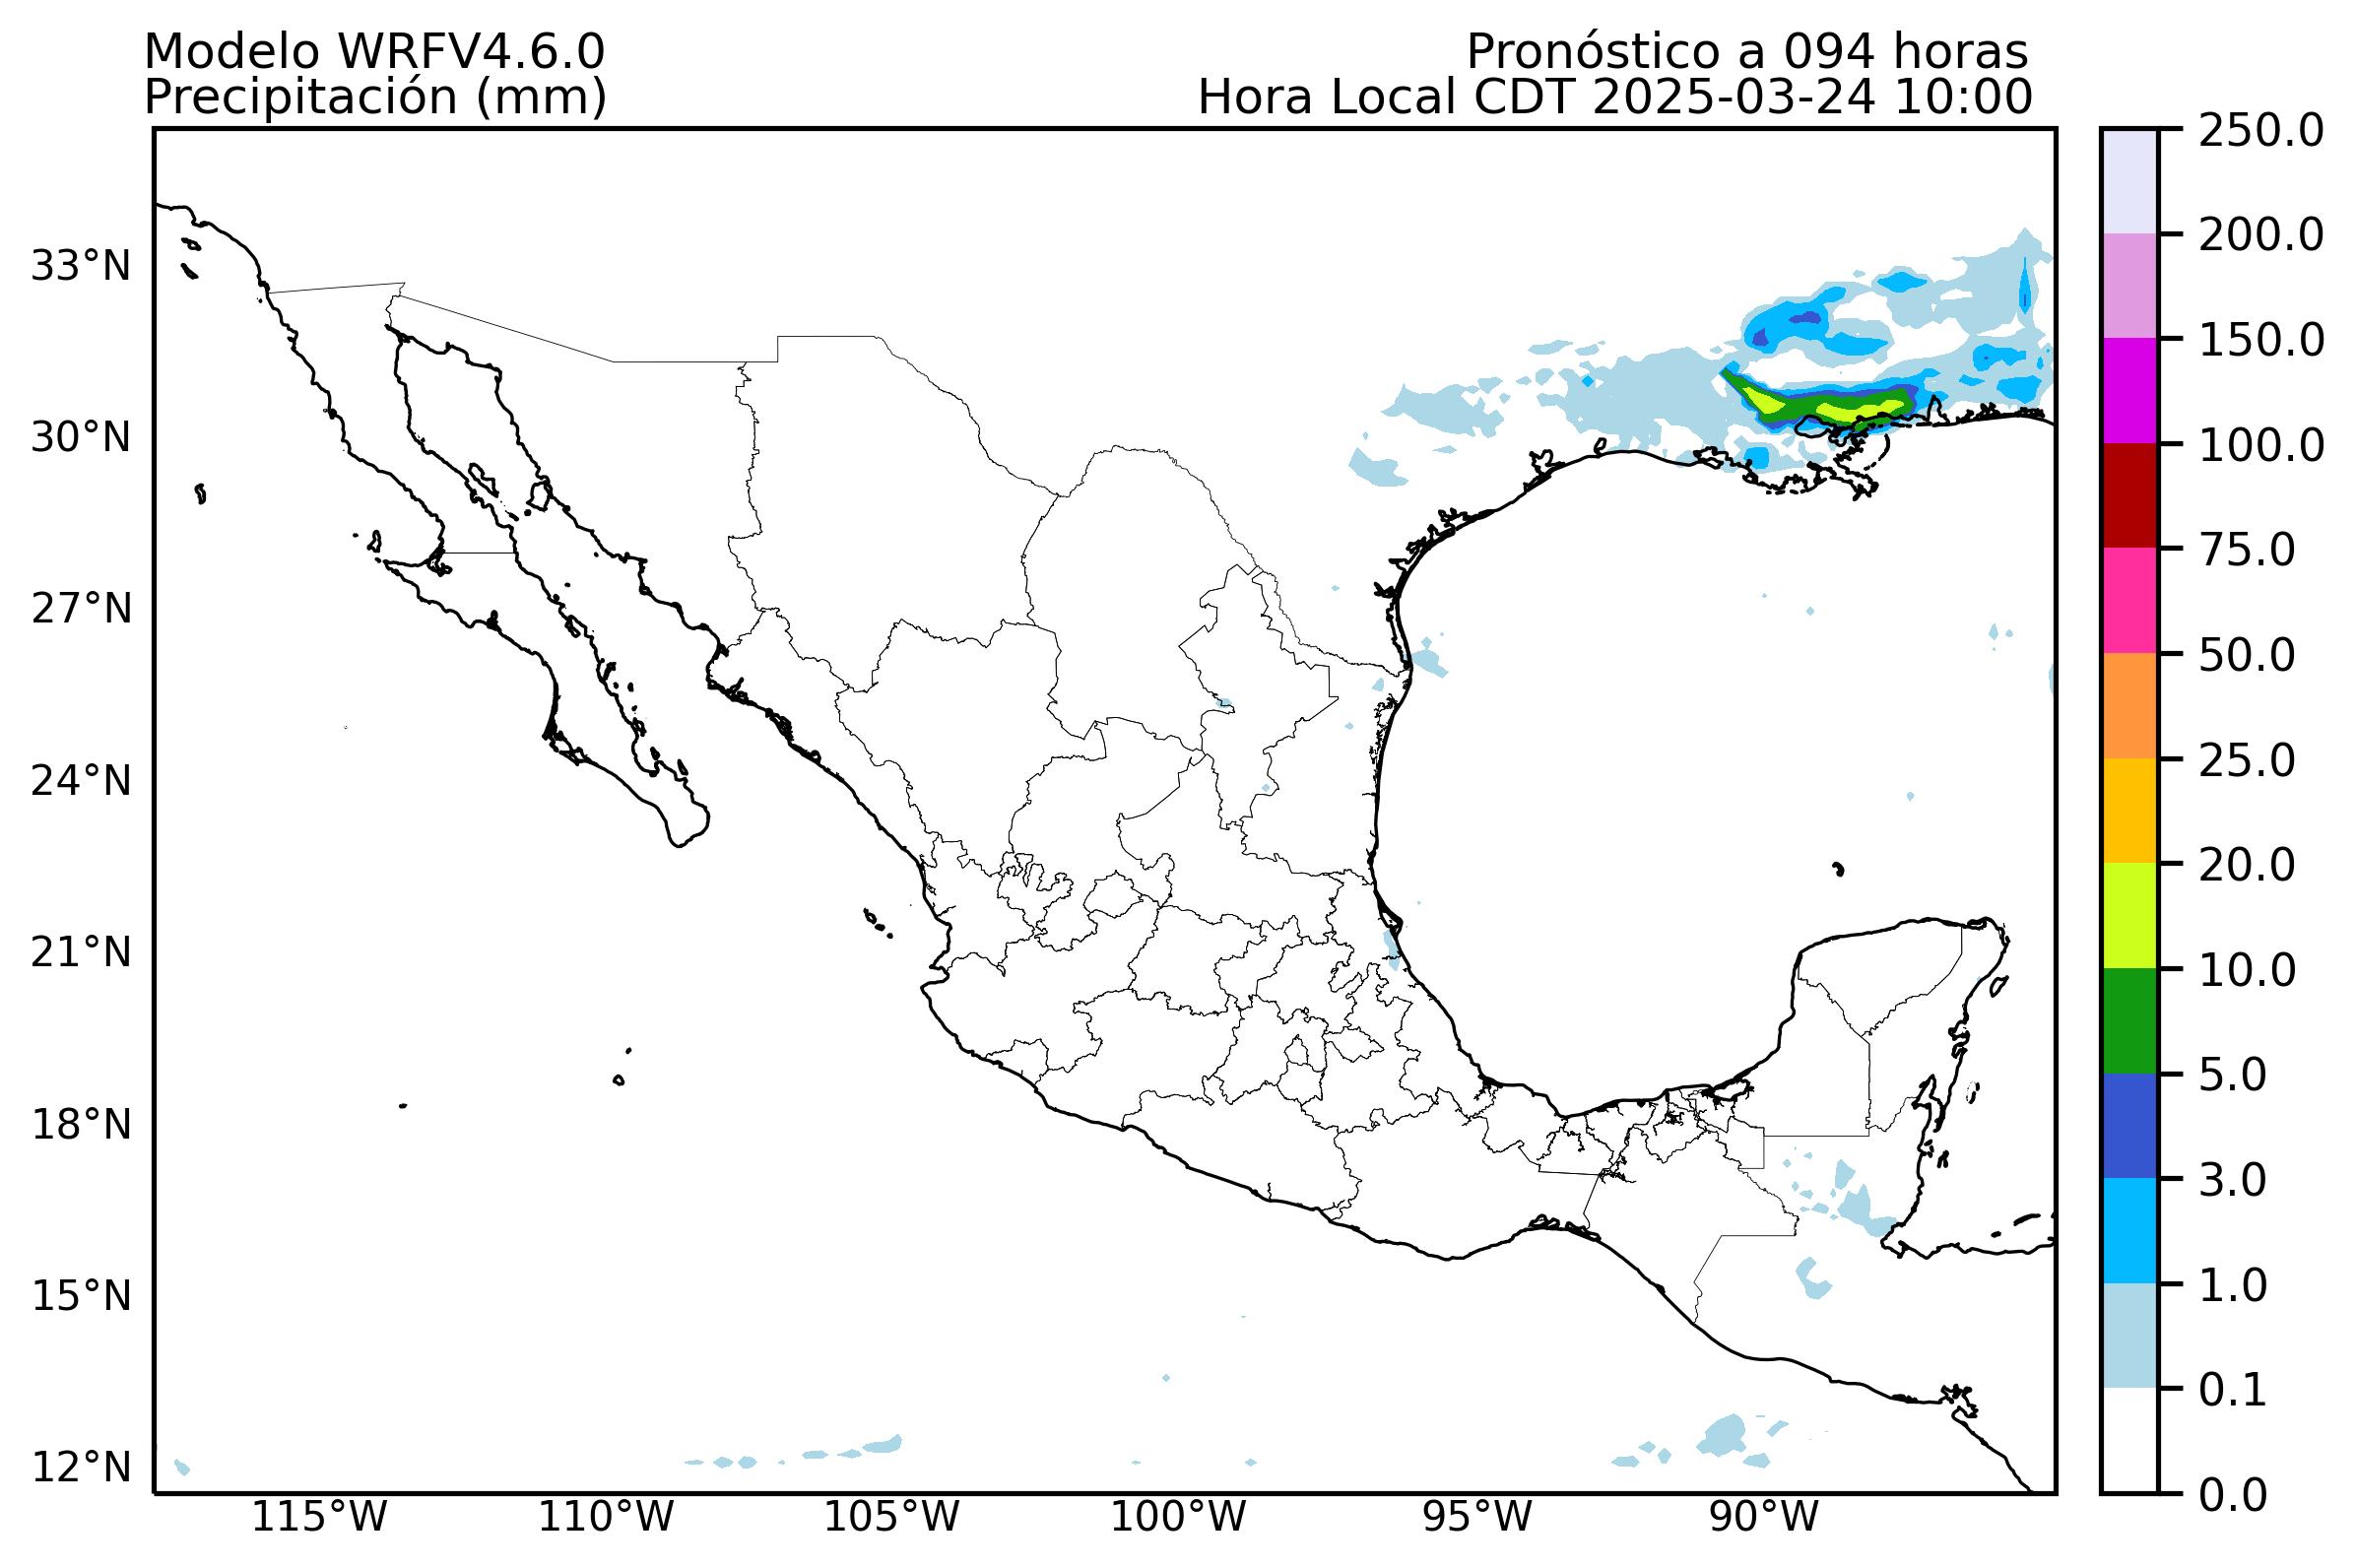 Modelo WRFV4.6.0
Precipitación (mm)
Pronóstico a 094 horas
Hora Local CDT 2025-03-24 10:00
33°N
30°N
27°N
24°N
21°N
18°N
15°N
12°N
115°W
110°W
105°W
100°W
95°W
90°W
250.0
200.0
150.0
100.0
75.0
50.0
25.0
20.0
10.0
5.0
3.0
1.0
0.1
0.0